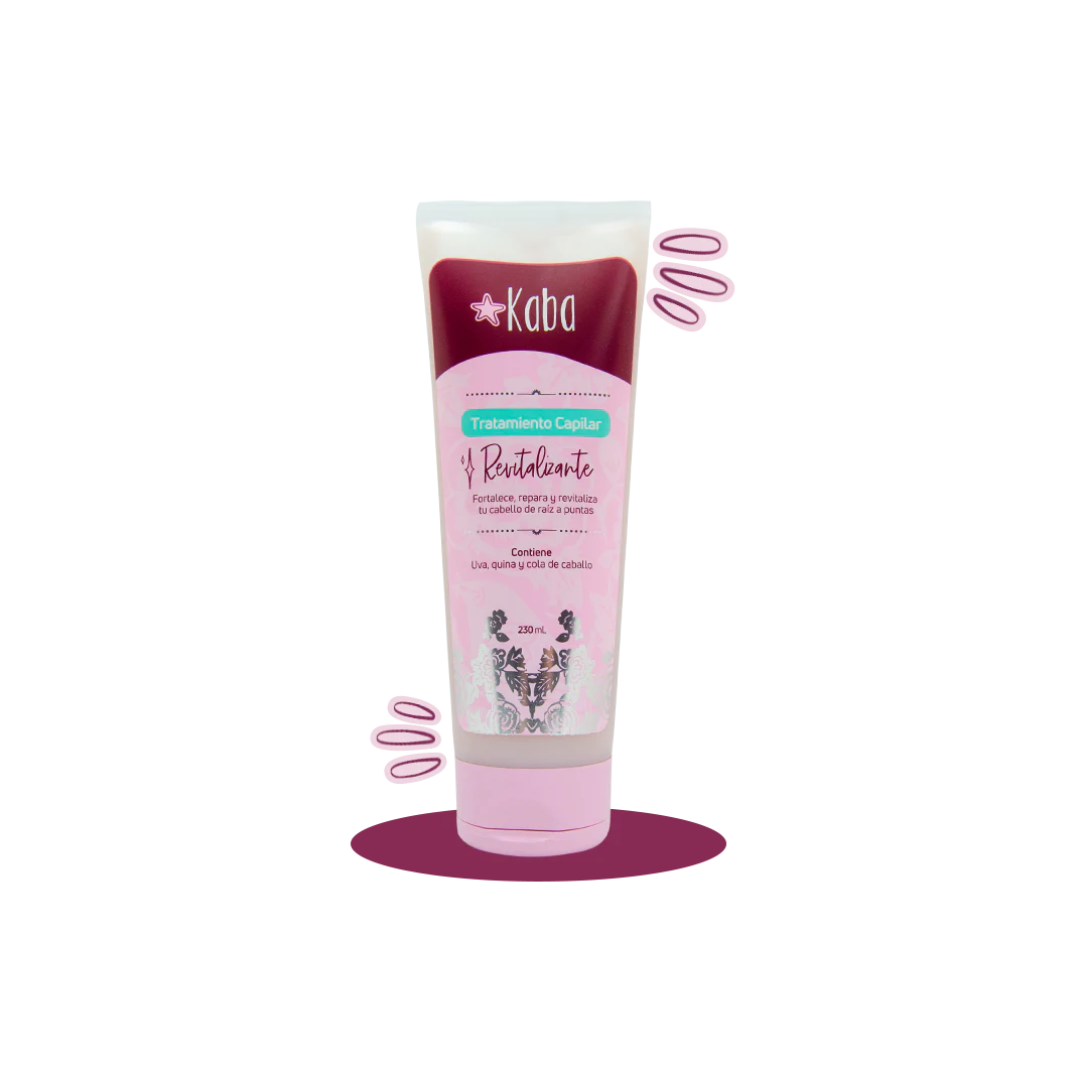 Kaba
Tratamiento Capilar
Revitalizante
Fortalece, repara y revitaliza
tu cabello de raíz a puntas
Contiene
Uva, quina y cola de caballo
230 mL